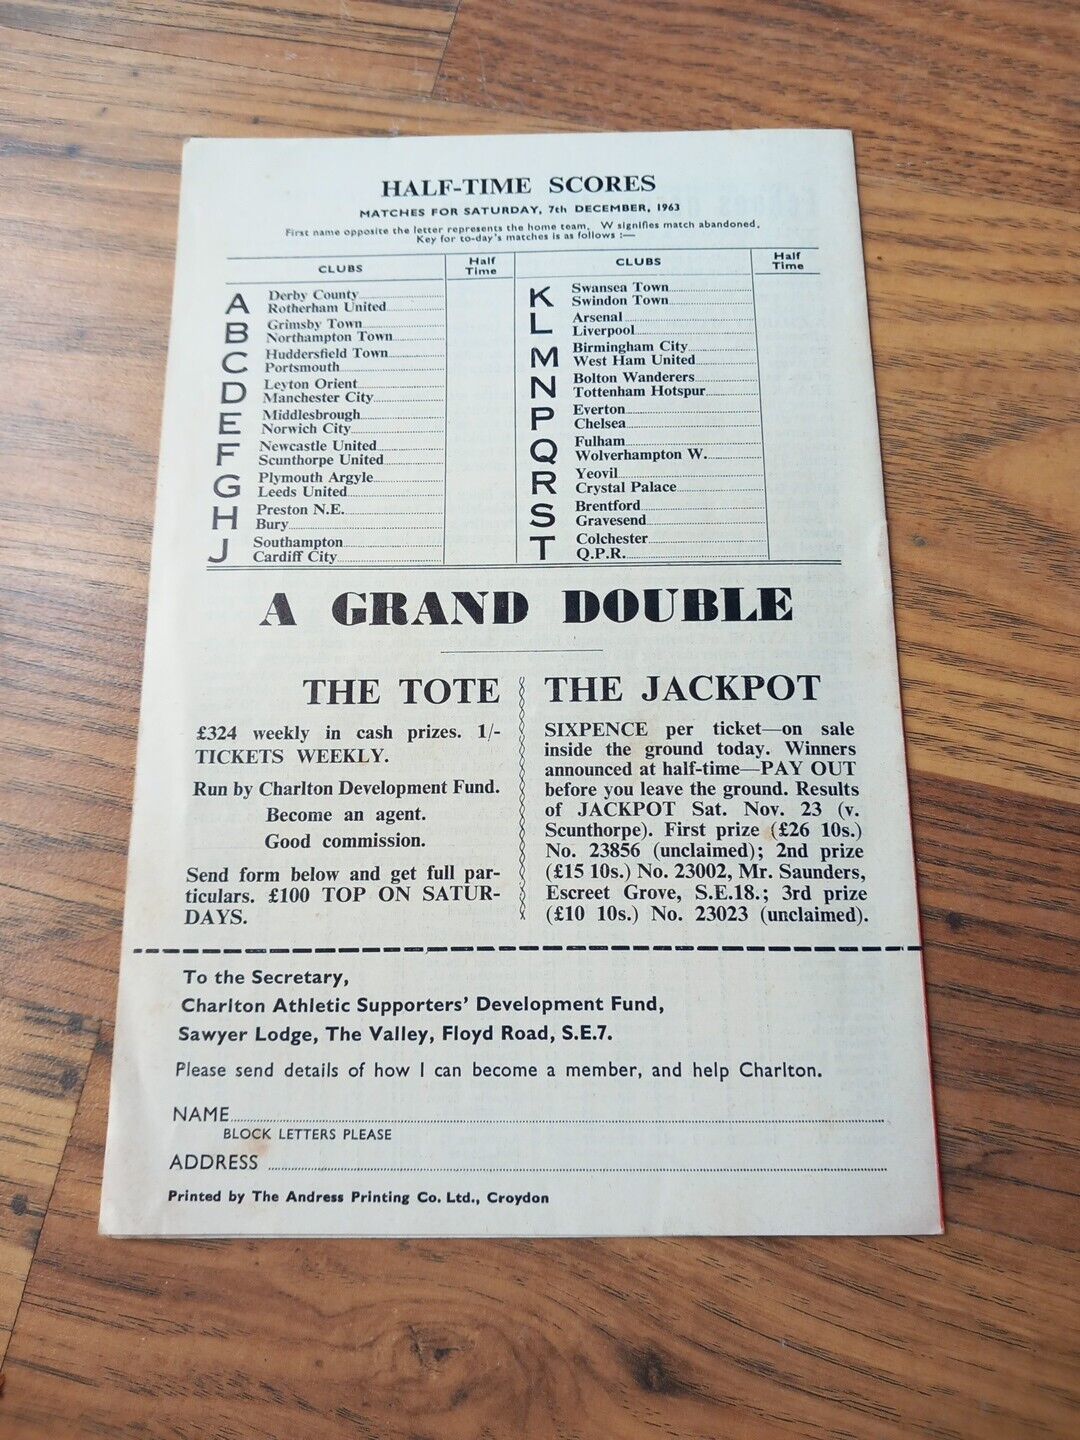 HALF-TIME SCORES
MATCHES FOR SATURDAY, 7th DECEMBER, 1963
First name opposite the letter represents the home team. W signifies match abandoned.
Key for to-day's matches is as follows :—
CLUBS
Half
Time
A
Derby County
Rotherham United
B
Grimsby Town
Northampton Town
C
Huddersfield Town
Portsmouth
D
Leyton Orient
Manchester City
E
Middlesbrough
Norwich City
F
Newcastle United
Scunthorpe United
G
Plymouth Argyle
Leeds United
H
Preston N.E.
Bury
J
Southampton
Cardiff City
CLUBS
Half
Time
K
Swansea Town
Swindon Town
L
Arsenal
Liverpool
M
Birmingham City
West Ham United
N
Bolton Wanderers
Tottenham Hotspur
P
Everton
Chelsea
Q
Fulham
Wolverhampton W.
R
Yeovil
Crystal Palace
S
Brentford
Gravesend
T
Colchester
Q.P.R.
A GRAND DOUBLE
THE TOTE
£324 weekly in cash prizes. 1/-
TICKETS WEEKLY.
Run by Charlton Development Fund.
Become an agent.
Good commission.
Send form below and get full par-
ticulars. £100 TOP ON SATUR-
DAYS.
THE JACKPOT
SIXPENCE per ticket—on sale
inside the ground today. Winners
announced at half-time—PAY OUT
before you leave the ground. Results
of JACKPOT Sat. Nov. 23 (v.
Scunthorpe). First prize (£26 10s.)
No. 23856 (unclaimed); 2nd prize
(£15 10s.) No. 23002, Mr. Saunders,
Escreet Grove, S.E.18.; 3rd prize
(£10 10s.) No. 23023 (unclaimed).
To the Secretary,
Charlton Athletic Supporters' Development Fund,
Sawyer Lodge, The Valley, Floyd Road, S.E.7.
Please send details of how I can become a member, and help Charlton.
NAME
BLOCK LETTERS PLEASE
ADDRESS
Printed by The Andress Printing Co. Ltd., Croydon